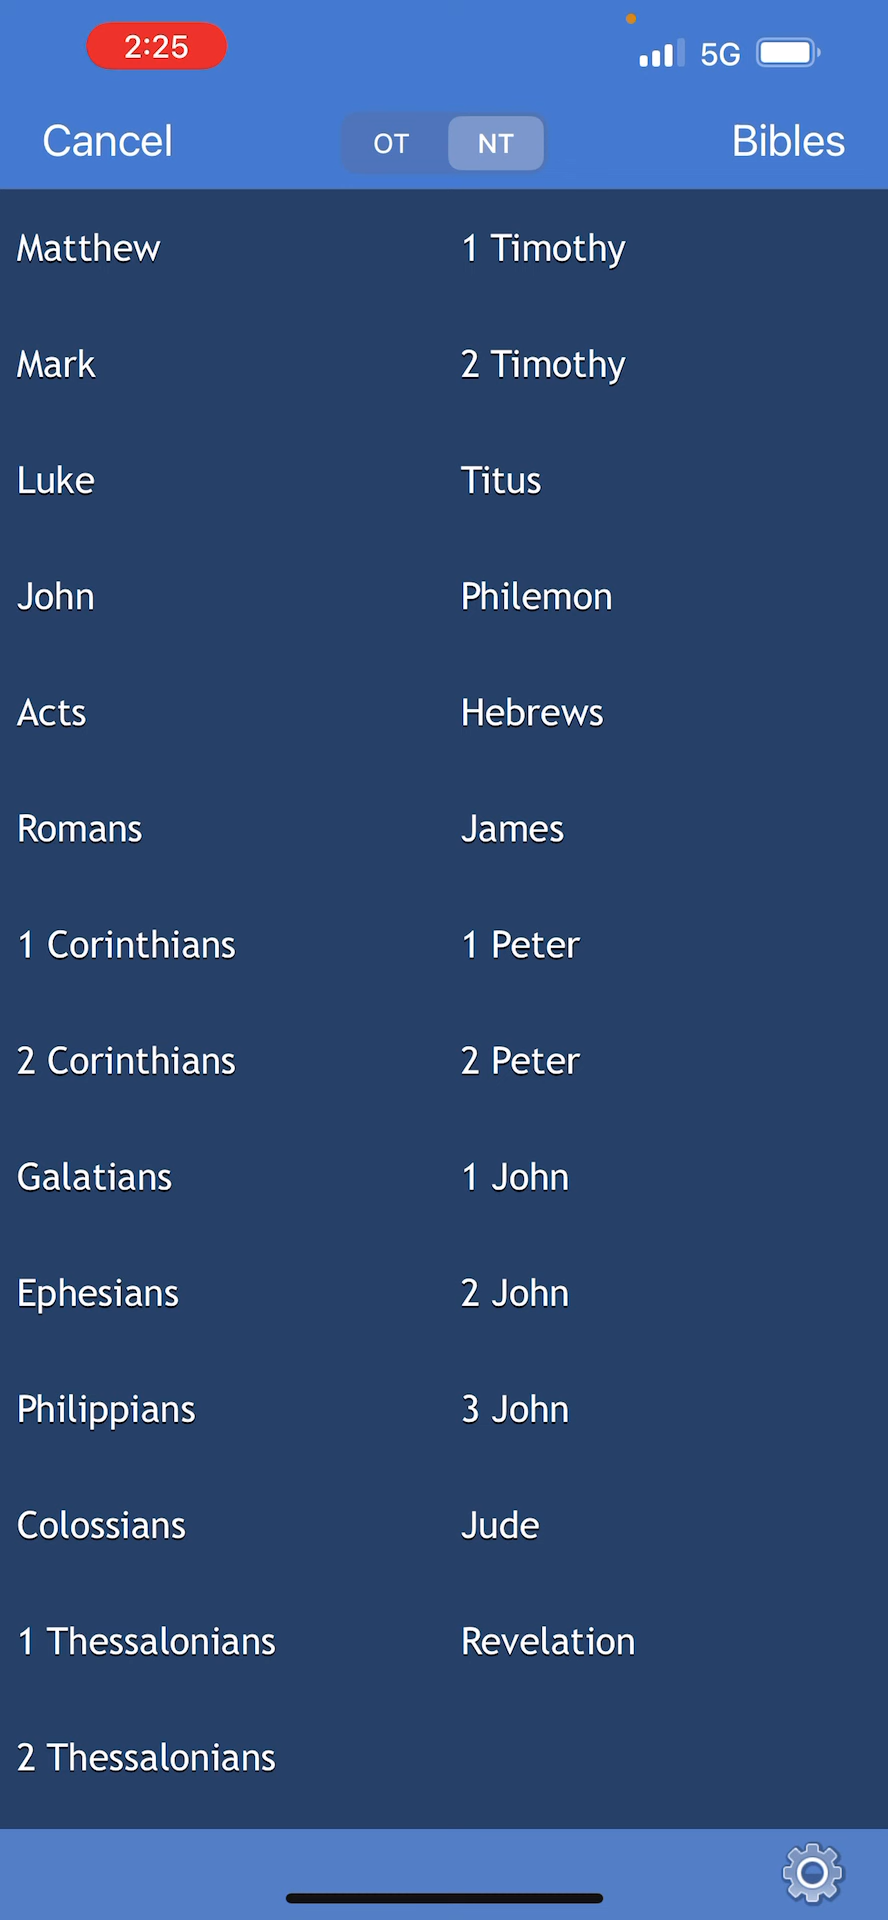 2:25 5G
Cancel OT NT Bibles
Matthew 1 Timothy
Mark 2 Timothy
Luke Titus
John Philemon
Acts Hebrews
Romans James
1 Corinthians 1 Peter
2 Corinthians 2 Peter
Galatians 1 John
Ephesians 2 John
Philippians 3 John
Colossians Jude
1 Thessalonians Revelation
2 Thessalonians